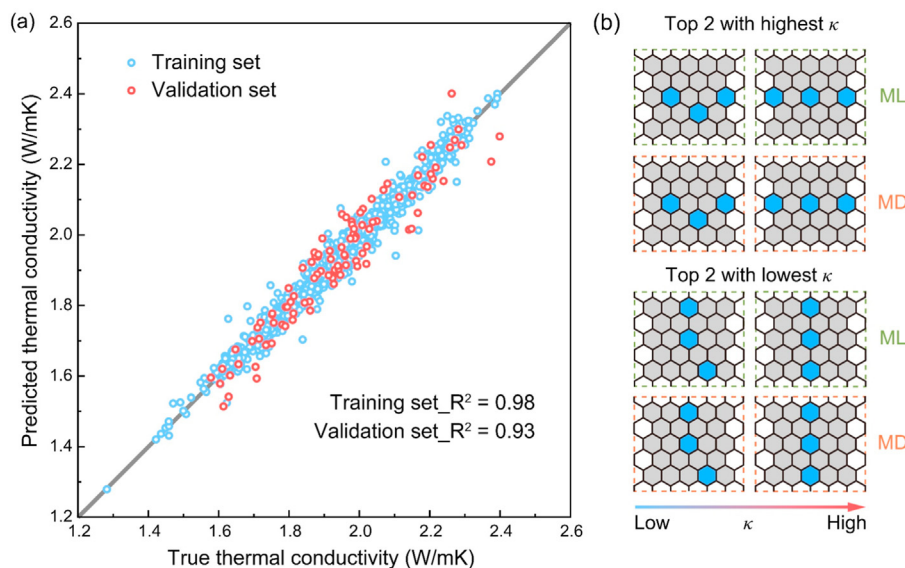 (a)
2.6
2.4
2.2
2.0
1.8
1.6
1.4
1.2
Predicted thermal conductivity (W/mK)
Training set
Validation set
Training set_R² = 0.98
Validation set_R² = 0.93
1.2 1.4 1.6 1.8 2.0 2.2 2.4 2.6
True thermal conductivity (W/mK)
(b)
Top 2 with highest κ
ML
MD
Top 2 with lowest κ
ML
MD
Low κ High